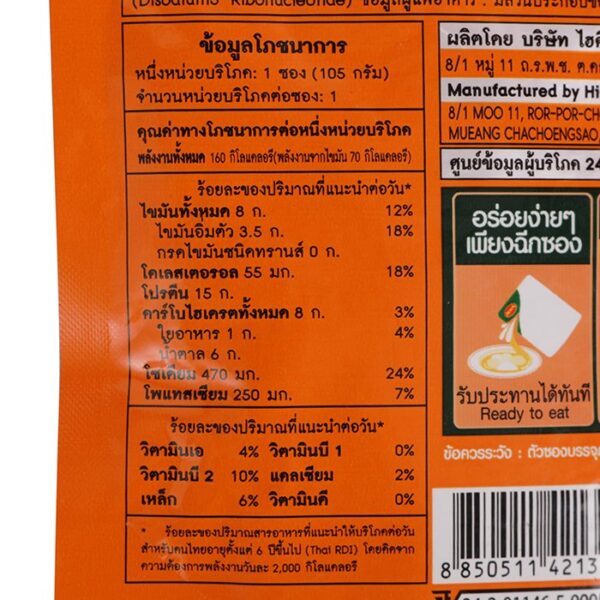 (Disodium 5' Ribonucleotide)
ข้อมูลโภชนาการ
หนึ่งหน่วยบริโภค: 1 ซอง (105 กรัม)
จำนวนหน่วยบริโภคต่อซอง: 1
คุณค่าทางโภชนาการต่อหนึ่งหน่วยบริโภค
พลังงานทั้งหมด 160 กิโลแคลอรี(พลังงานจากไขมัน 70 กิโลแคลอรี)
ร้อยละของปริมาณที่แนะนำต่อวัน*
ไขมันทั้งหมด 8 ก. 12%
ไขมันอิ่มตัว 3.5 ก. 18%
กรดไขมันชนิดทรานส์ 0 ก.
โคเลสเตอรอล 55 มก. 18%
โปรตีน 15 ก.
คาร์โบไฮเดรตทั้งหมด 8 ก. 3%
ใยอาหาร 1 ก. 4%
น้ำตาล 6 ก.
โซเดียม 470 มก. 24%
โพแทสเซียม 250 มก. 7%
ร้อยละของปริมาณที่แนะนำต่อวัน*
วิตามินเอ 4% วิตามินบี 1 0%
วิตามินบี 2 10% แคลเซียม 2%
เหล็ก 6% วิตามินดี 0%
* ร้อยละของปริมาณสารอาหารที่แนะนำให้บริโภคต่อวัน
สำหรับคนไทยอายุตั้งแต่ 6 ปีขึ้นไป (Thai RDI) โดยคิดจาก
ความต้องการพลังงานวันละ 2,000 กิโลแคลอรี
ผลิตโดย บริษัท
8/1 หมู่ 11 ถ.ร.พ.ช.
Manufactured by
8/1 MOO 11, ROR-POR-CH
MUEANG CHACHOENGSAO,
ศูนย์ข้อมูลผู้บริโภค 24
อร่อยง่ายๆ
เพียงฉีกซอง
รับประทานได้ทันที
Ready to eat
ข้อควรระวัง : ตัวซองบรรจุ
8 850511 4213